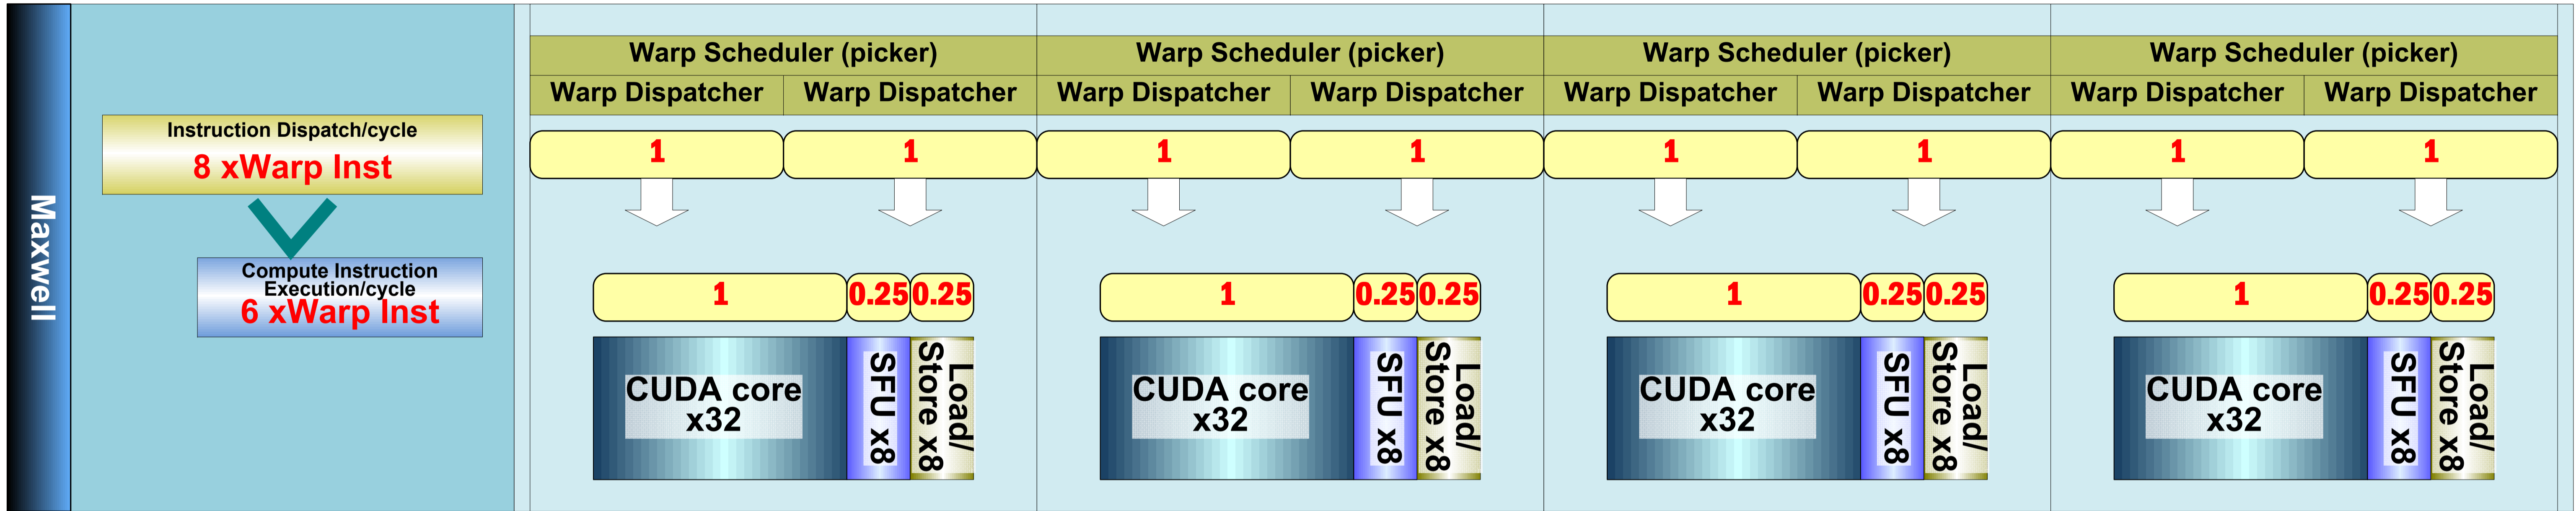 Maxwell
Instruction Dispatch/cycle
8 xWarp Inst
Compute Instruction
Execution/cycle
6 xWarp Inst
Warp Scheduler (picker)
Warp Scheduler (picker)
Warp Scheduler (picker)
Warp Scheduler (picker)
Warp Dispatcher
Warp Dispatcher
Warp Dispatcher
Warp Dispatcher
Warp Dispatcher
Warp Dispatcher
Warp Dispatcher
Warp Dispatcher
1
1
1
1
1
1
1
1
1
0.25
0.25
1
0.25
0.25
1
0.25
0.25
1
0.25
0.25
CUDA core
x32
SFU x8
Load/
Store x8
CUDA core
x32
SFU x8
Load/
Store x8
CUDA core
x32
SFU x8
Load/
Store x8
CUDA core
x32
SFU x8
Load/
Store x8